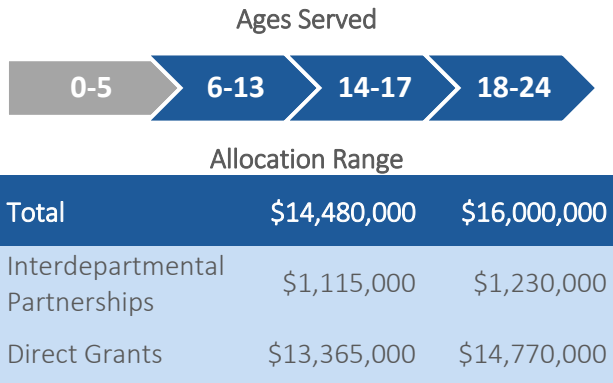 Ages Served
0-5 6-13 14-17 18-24
Allocation Range
Total $14,480,000 $16,000,000
Interdepartmental
Partnerships $1,115,000 $1,230,000
Direct Grants $13,365,000 $14,770,000